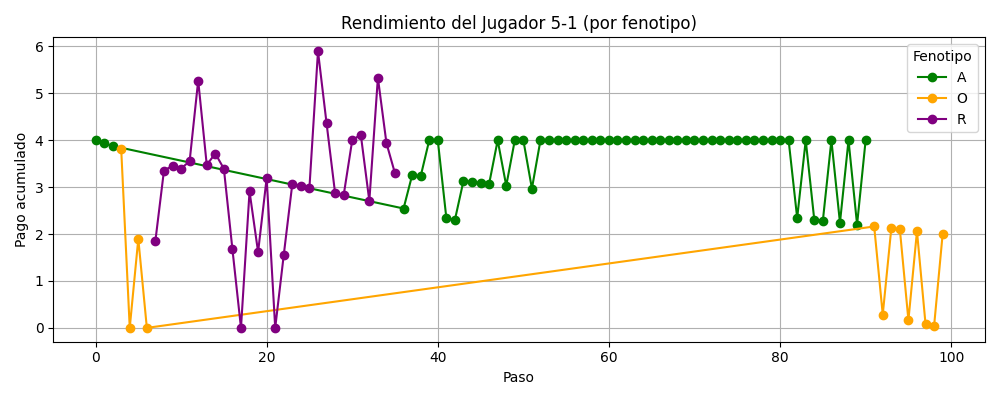 Rendimiento del Jugador 5-1 (por fenotipo)
Pago acumulado
6
5
4
3
2
1
0
0 20 40 60 80 100
Paso
Fenotipo
A
O
R